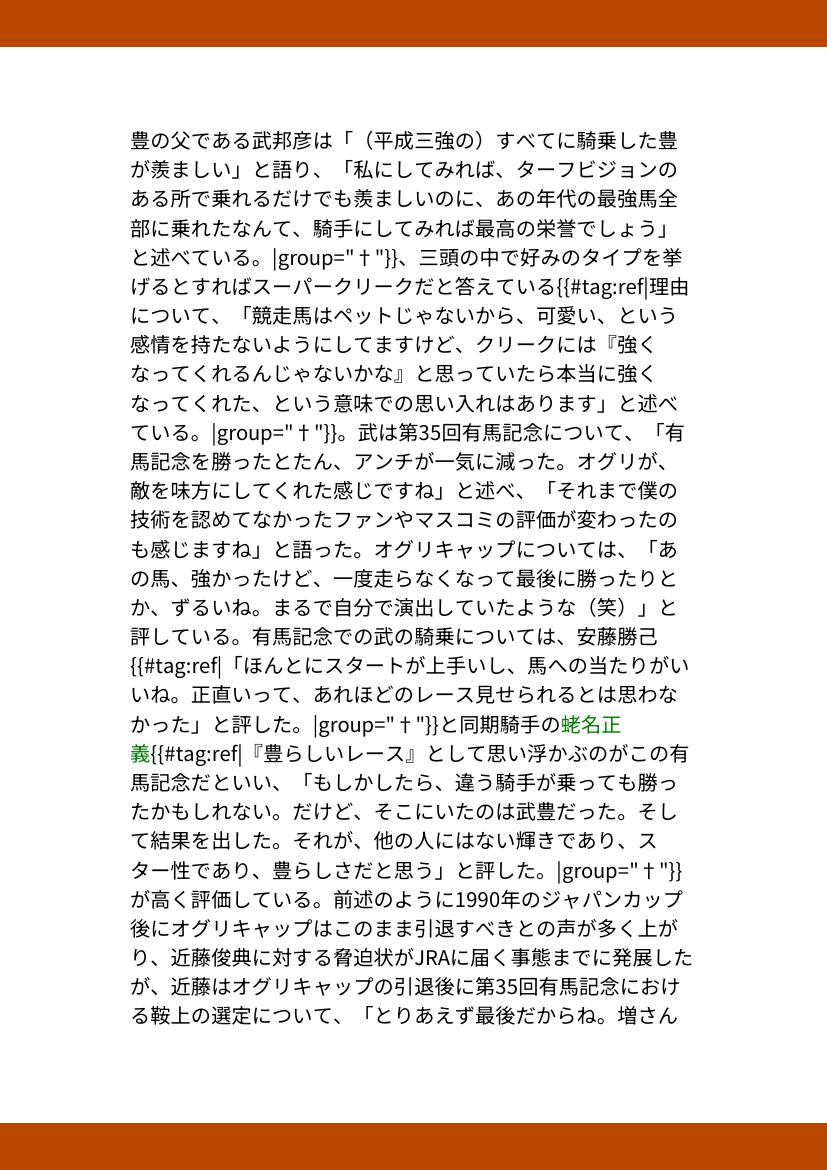 豊の父である武邦彦は「（平成三強の）すべてに騎乗した豊
が羨ましい」と語り、「私にしてみれば、ターフビジョンの
ある所で乗れるだけでも羨ましいのに、あの年代の最強馬全
部に乗れたなんて、騎手にしてみれば最高の栄誉でしょう」
と述べている。|group="†"}}、三頭の中で好みのタイプを挙
げるとすればスーパークリークだと答えている{{#tag:ref|理由
について、「競走馬はペットじゃないから、可愛い、という
感情を持たないようにしてますけど、クリークには『強く
なってくれるんじゃないかな』と思っていたら本当に強く
なってくれた、という意味での思い入れはあります」と述べ
ている。|group="†"}}。武は第35回有馬記念について、「有
馬記念を勝ったとたん、アンチが一気に減った。オグリが、
敵を味方にしてくれた感じですね」と述べ、「それまで僕の
技術を認めてなかったファンやマスコミの評価が変わったの
も感じますね」と語った。オグリキャップについては、「あ
の馬、強かったけど、一度走らなくなって最後に勝ったりと
か、ずるいね。まるで自分で演出していたような（笑）」と
評している。有馬記念での武の騎乗については、安藤勝己
{{#tag:ref|「ほんとにスタートが上手いし、馬への当たりがい
いね。正直いって、あれほどのレース見せられるとは思わな
かった」と評した。|group="†"}}と同期騎手の蛯名正
義{{#tag:ref|『豊らしいレース』として思い浮かぶのがこの有
馬記念だといい、「もしかしたら、違う騎手が乗っても勝っ
たかもしれない。だけど、そこにいたのは武豊だった。そし
て結果を出した。それが、他の人にはない輝きであり、ス
ター性であり、豊らしさだと思う」と評した。|group="†"}}
が高く評価している。前述のように1990年のジャパンカップ
後にオグリキャップはこのまま引退すべきとの声が多く上が
り、近藤俊典に対する脅迫状がJRAに届く事態までに発展した
が、近藤はオグリキャップの引退後に第35回有馬記念におけ
る鞍上の選定について、「とりあえず最後だからね。増さん